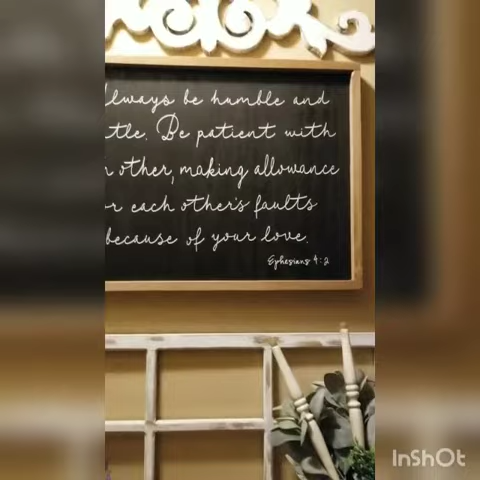 lways be humble and
tle. Be patient with
other, making allowance
r each other's faults
because of your love.
Ephesians 4:2
InShOt